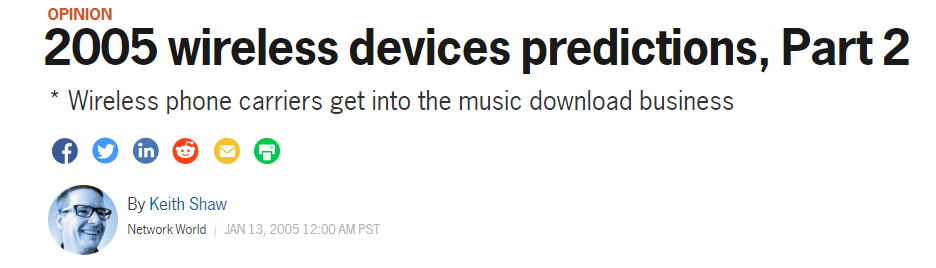 OPINION
2005 wireless devices predictions, Part 2
* Wireless phone carriers get into the music download business
f in
By Keith Shaw
Network World | JAN 13, 2005 12:00 AM PST